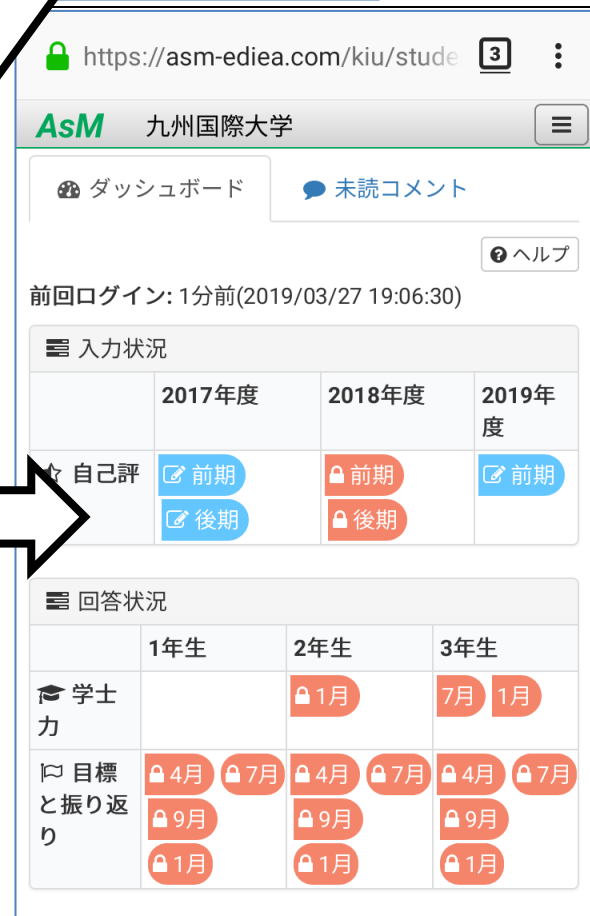 https://asm-ediea.com/kiu/stude
3
AsM 九州国際大学
ダッシュボード 未読コメント
ヘルプ
前回ログイン: 1分前(2019/03/27 19:06:30)
入力状況
2017年度 2018年度 2019年
度
自己評 前期 前期 前期
後期 後期
回答状況
1年生 2年生 3年生
学士 1月 7月 1月
力
目標 4月 7月 4月 7月 4月 7月
と振り返 9月 9月 9月
り
1月 1月 1月